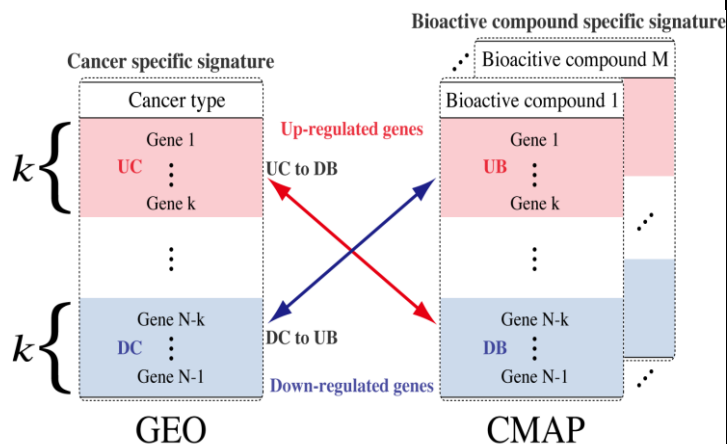 Bioactive compound specific signature
Cancer specific signature
Bioacitive compound M
Cancer type
Bioactive compound 1
k
Gene 1
UC
Gene k
Up-regulated genes
UC to DB
Gene 1
UB
Gene k
k
Gene N-k
DC
Gene N-1
DC to UB
Down-regulated genes
Gene N-k
DB
Gene N-1
GEO
CMAP